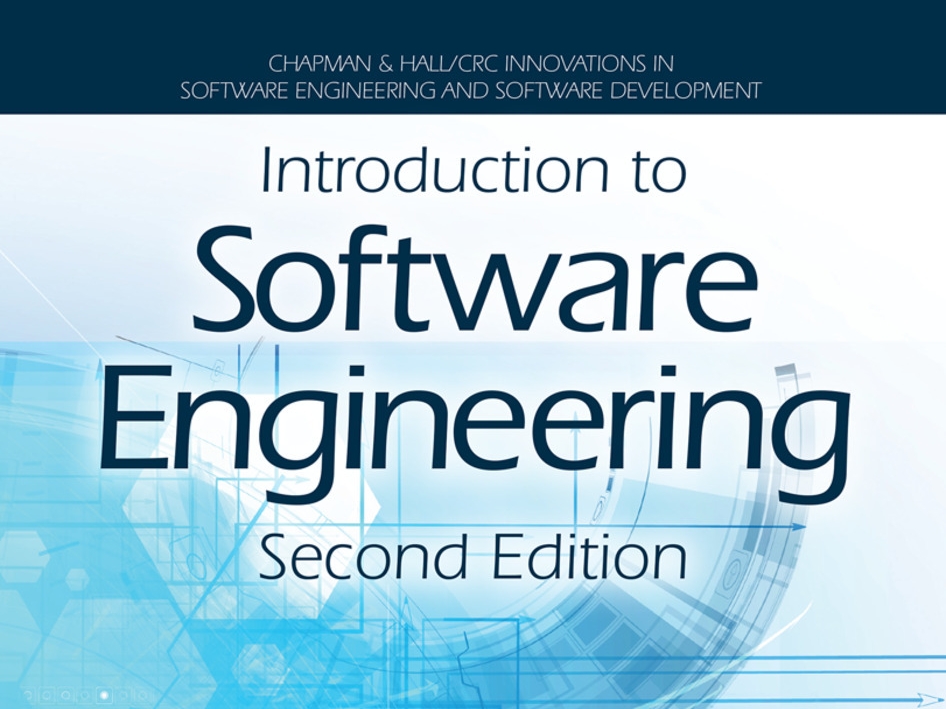 CHAPMAN & HALL/CRC INNOVATIONS IN
SOFTWARE ENGINEERING AND SOFTWARE DEVELOPMENT
Introduction to
Software
Engineering
Second Edition